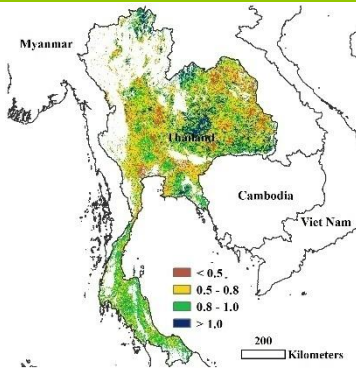 Myanmar
Thailand
Cambodia
Viet Nam
< 0.5
0.5 - 0.8
0.8 - 1.0
> 1.0
200
Kilometers